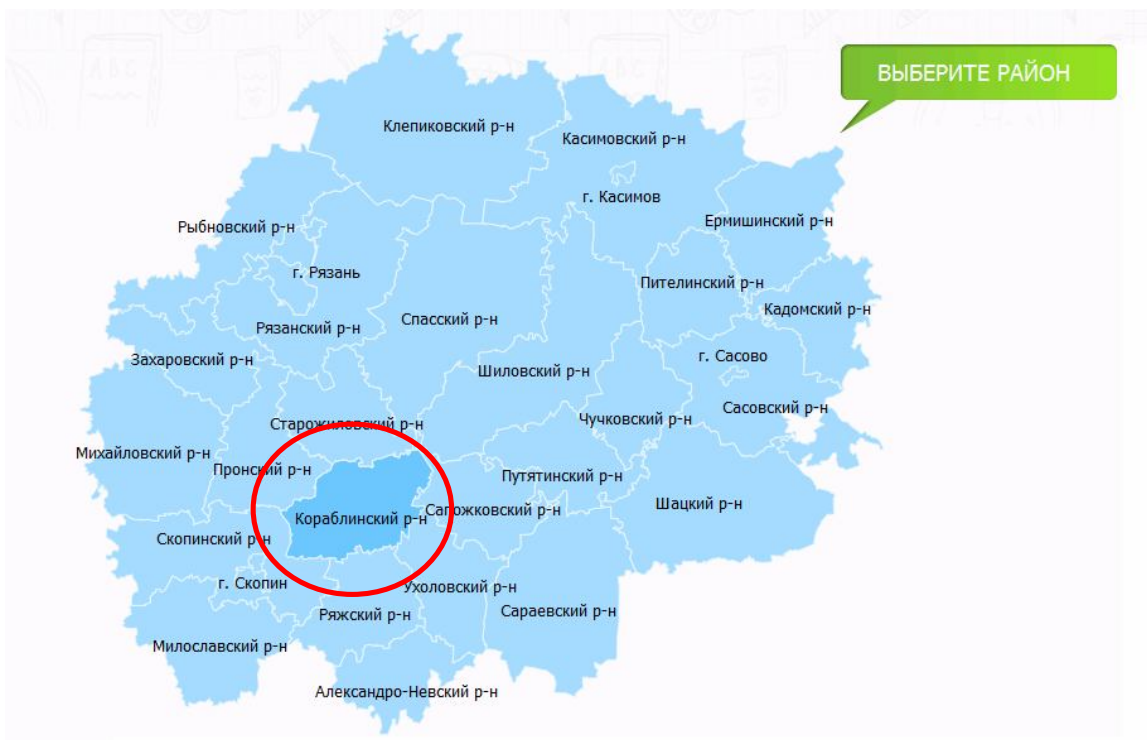 ВЫБЕРИТЕ РАЙОН
Клепиковский р-н
Касимовский р-н
г. Касимов
Ермишинский р-н
Рыбновский р-н
г. Рязань
Пителинский р-н
Кадомский р-н
Спасский р-н
Рязанский р-н
г. Сасово
Захаровский р-н
Шиловский р-н
Сасовский р-н
Чучковский р-н
Старожиловский р-н
Михайловский р-н
Пронский р-н
Путятинский р-н
Шацкий р-н
Сапожковский р-н
Кораблинский р-н
Скопинский р-н
г. Скопин
Ухоловский р-н
Сараевский р-н
Ряжский р-н
Милославский р-н
Александро-Невский р-н